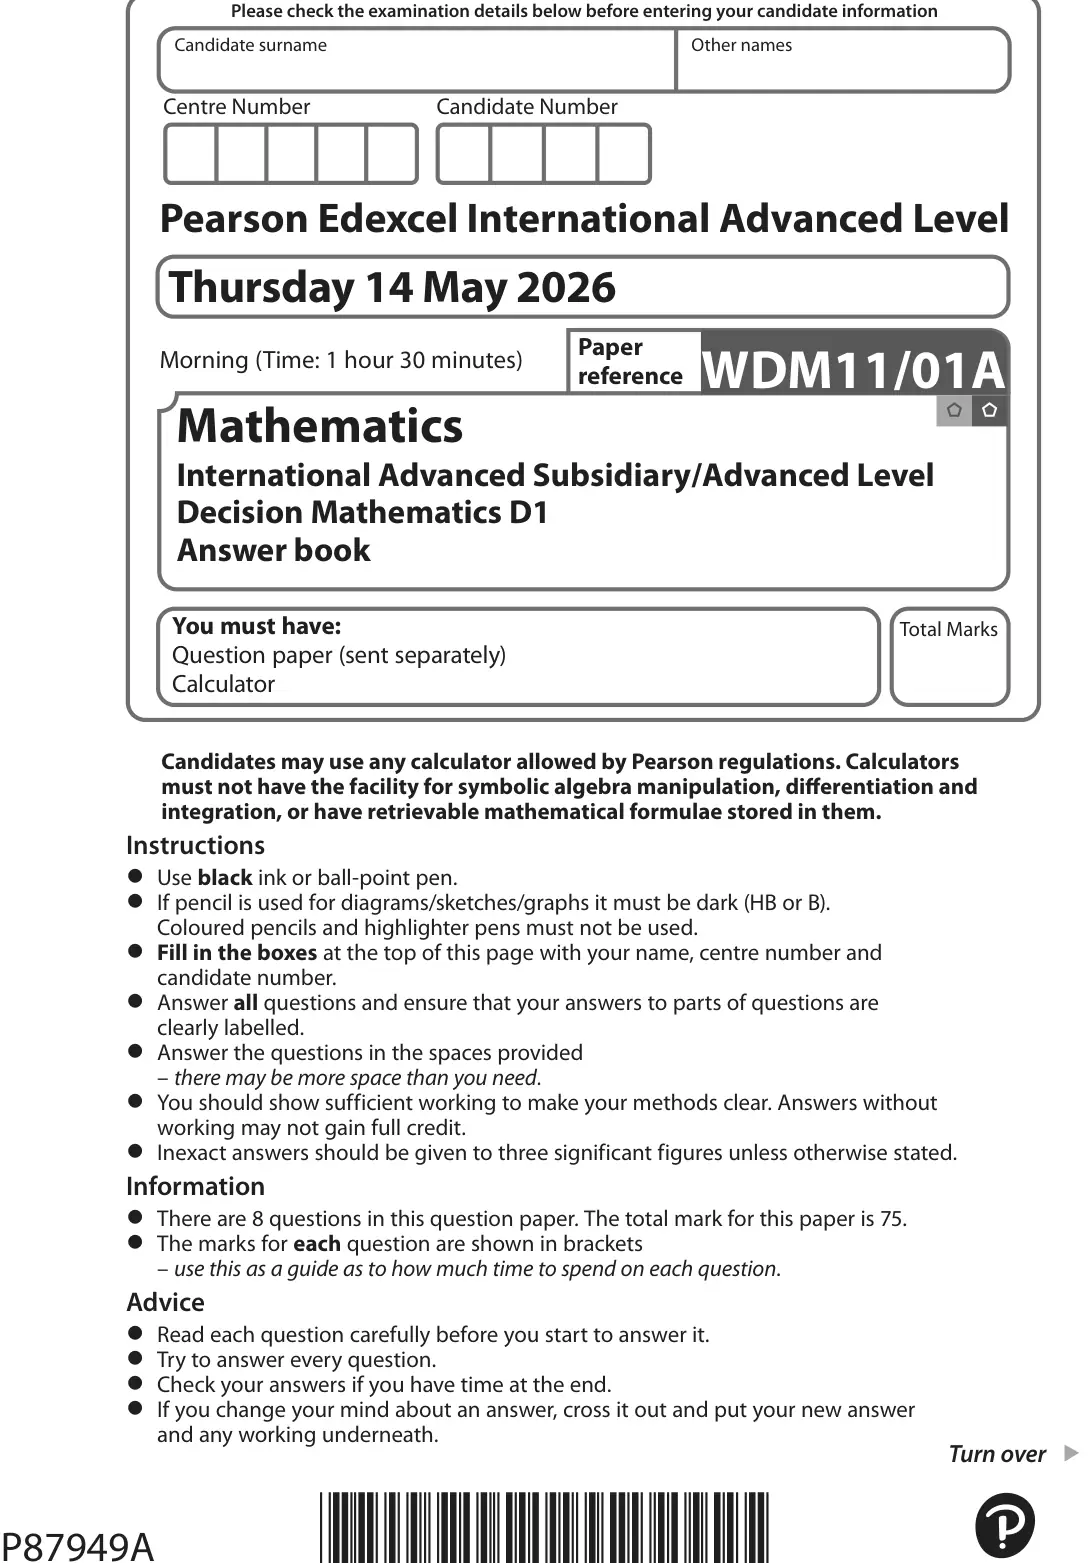 Please check the examination details below before entering your candidate information
Candidate surname
Other names
Centre Number
Candidate Number
Pearson Edexcel International Advanced Level
Thursday 14 May 2026
Morning (Time: 1 hour 30 minutes)
Paper
reference
WDM11/01A
Mathematics
International Advanced Subsidiary/Advanced Level
Decision Mathematics D1
Answer book
You must have:
Question paper (sent separately)
Calculator
Total Marks
Candidates may use any calculator allowed by Pearson regulations. Calculators
must not have the facility for symbolic algebra manipulation, differentiation and
integration, or have retrievable mathematical formulae stored in them.
Instructions
● Use black ink or ball-point pen.
● If pencil is used for diagrams/sketches/graphs it must be dark (HB or B).
Coloured pencils and highlighter pens must not be used.
● Fill in the boxes at the top of this page with your name, centre number and
candidate number.
● Answer all questions and ensure that your answers to parts of questions are
clearly labelled.
● Answer the questions in the spaces provided
– there may be more space than you need.
● You should show sufficient working to make your methods clear. Answers without
working may not gain full credit.
● Inexact answers should be given to three significant figures unless otherwise stated.
Information
● There are 8 questions in this question paper. The total mark for this paper is 75.
● The marks for each question are shown in brackets
– use this as a guide as to how much time to spend on each question.
Advice
● Read each question carefully before you start to answer it.
● Try to answer every question.
● Check your answers if you have time at the end.
● If you change your mind about an answer, cross it out and put your new answer
and any working underneath.
Turn over
P87949A